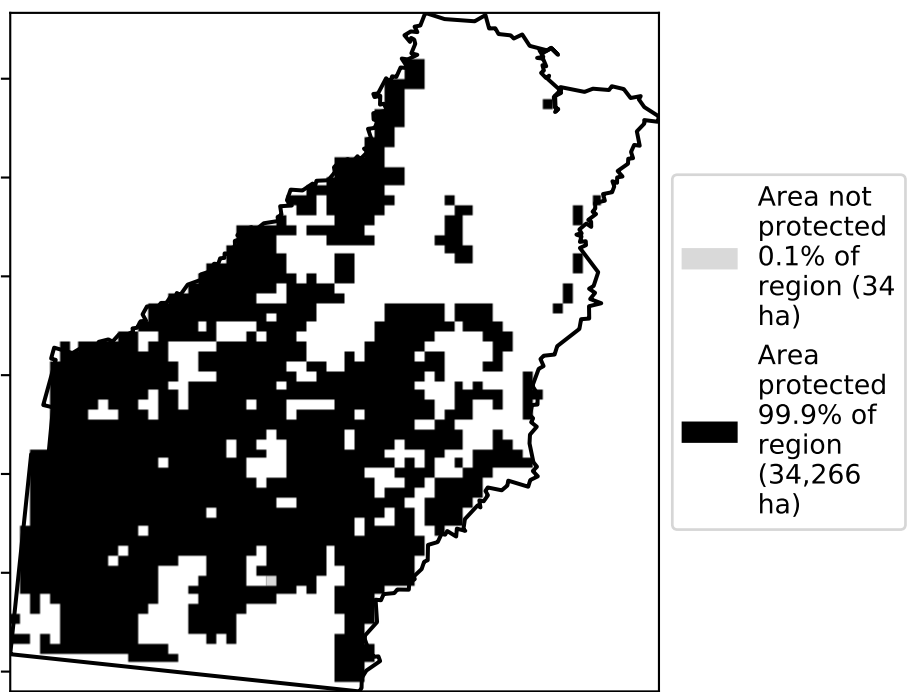 Area not
protected
0.1% of
region (34
ha)
Area
protected
99.9% of
region
(34,266
ha)